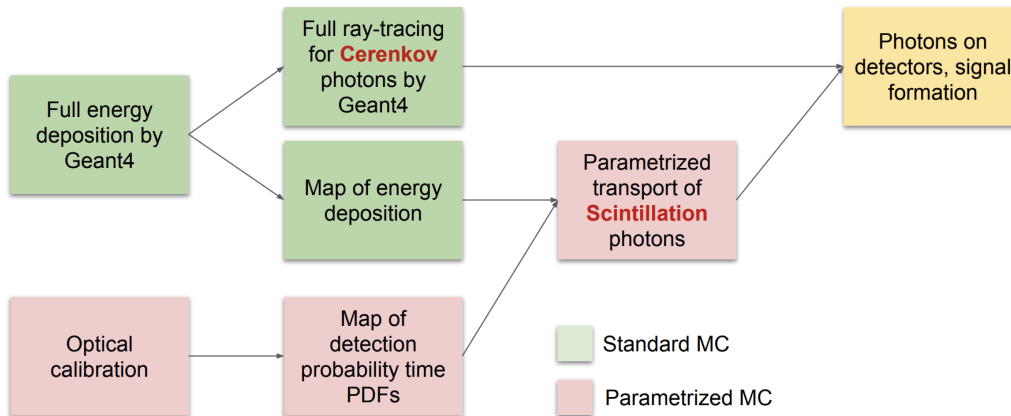 Full energy
deposition by
Geant4
Full ray-tracing
for Cerenkov
photons by
Geant4
Photons on
detectors, signal
formation
Map of energy
deposition
Parametrized
transport of
Scintillation
photons
Optical
calibration
Map of
detection
probability time
PDFs
Standard MC
Parametrized MC